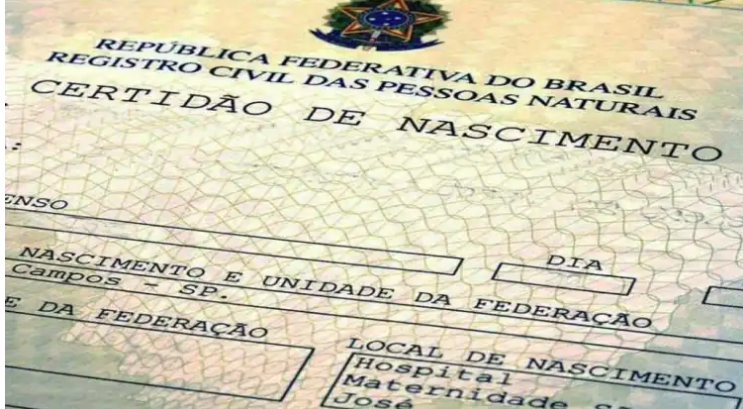 REPÚBLICA FEDERATIVA DO BRASIL
REGISTRO CIVIL DAS PESSOAS NATURAIS
CERTIDÃO DE NASCIMENTO
ENSO
DIA
NASCIMENTO E UNIDADE DA FEDERAÇÃO
Campos - SP.
E DA FEDERAÇÃO
LOCAL DE NASCIMENTO
Hospital
Maternidade
José